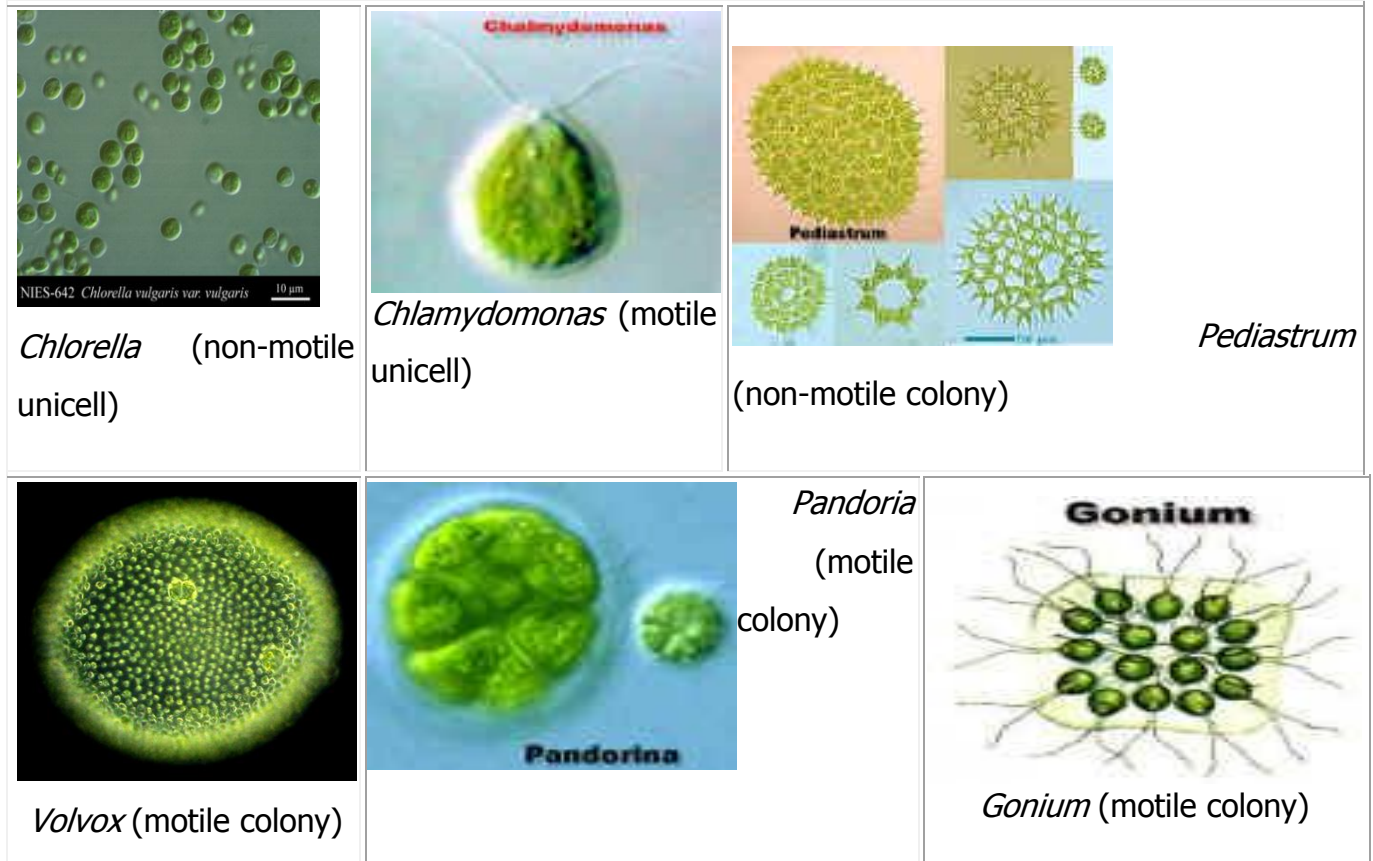 Chalmydomonas
Pediastrum
NIES-642 Chlorella vulgaris var. vulgaris 10 µm
Chlorella (non-motile
unicell)
Chlamydomonas (motile
unicell)
Pediastrum
(non-motile colony)
Volvox (motile colony)
Pandorina
Pandoria
(motile
colony)
Gonium
Gonium (motile colony)